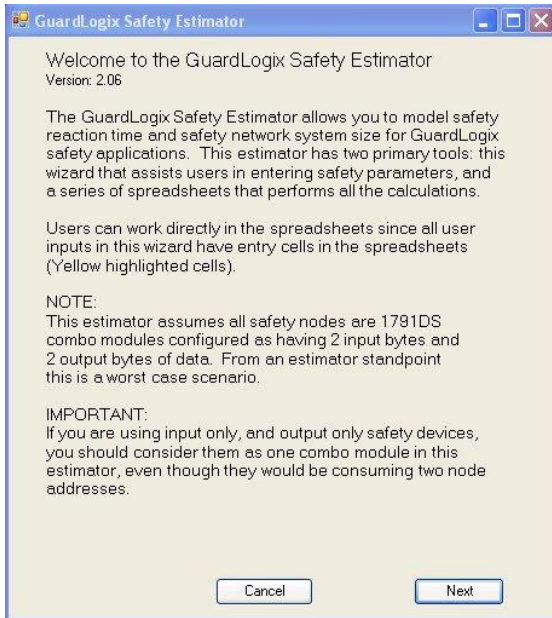 GuardLogix Safety Estimator
Welcome to the GuardLogix Safety Estimator
Version: 2.06
The GuardLogix Safety Estimator allows you to model safety
reaction time and safety network system size for GuardLogix
safety applications. This estimator has two primary tools: this
wizard that assists users in entering safety parameters, and
a series of spreadsheets that performs all the calculations.
Users can work directly in the spreadsheets since all user
inputs in this wizard have entry cells in the spreadsheets
(Yellow highlighted cells).
NOTE:
This estimator assumes all safety nodes are 1791DS
combo modules configured as having 2 input bytes and
2 output bytes of data. From an estimator standpoint
this is a worst case scenario.
IMPORTANT:
If you are using input only, and output only safety devices,
you should consider them as one combo module in this
estimator, even though they would be consuming two node
addresses.
Cancel Next